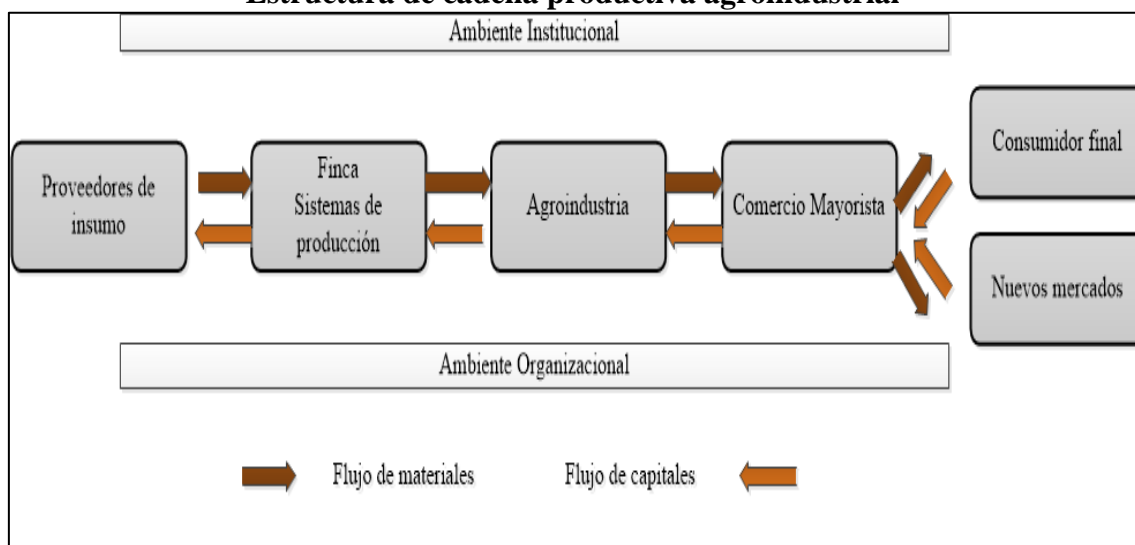 Estructura de cadena productiva agroindustrial
Ambiente Institucional
Proveedores de
insumo
Finca
Sistemas de
producción
Agroindustria
Comercio Mayorista
Consumidor final
Nuevos mercados
Ambiente Organizacional
Flujo de materiales
Flujo de capitales